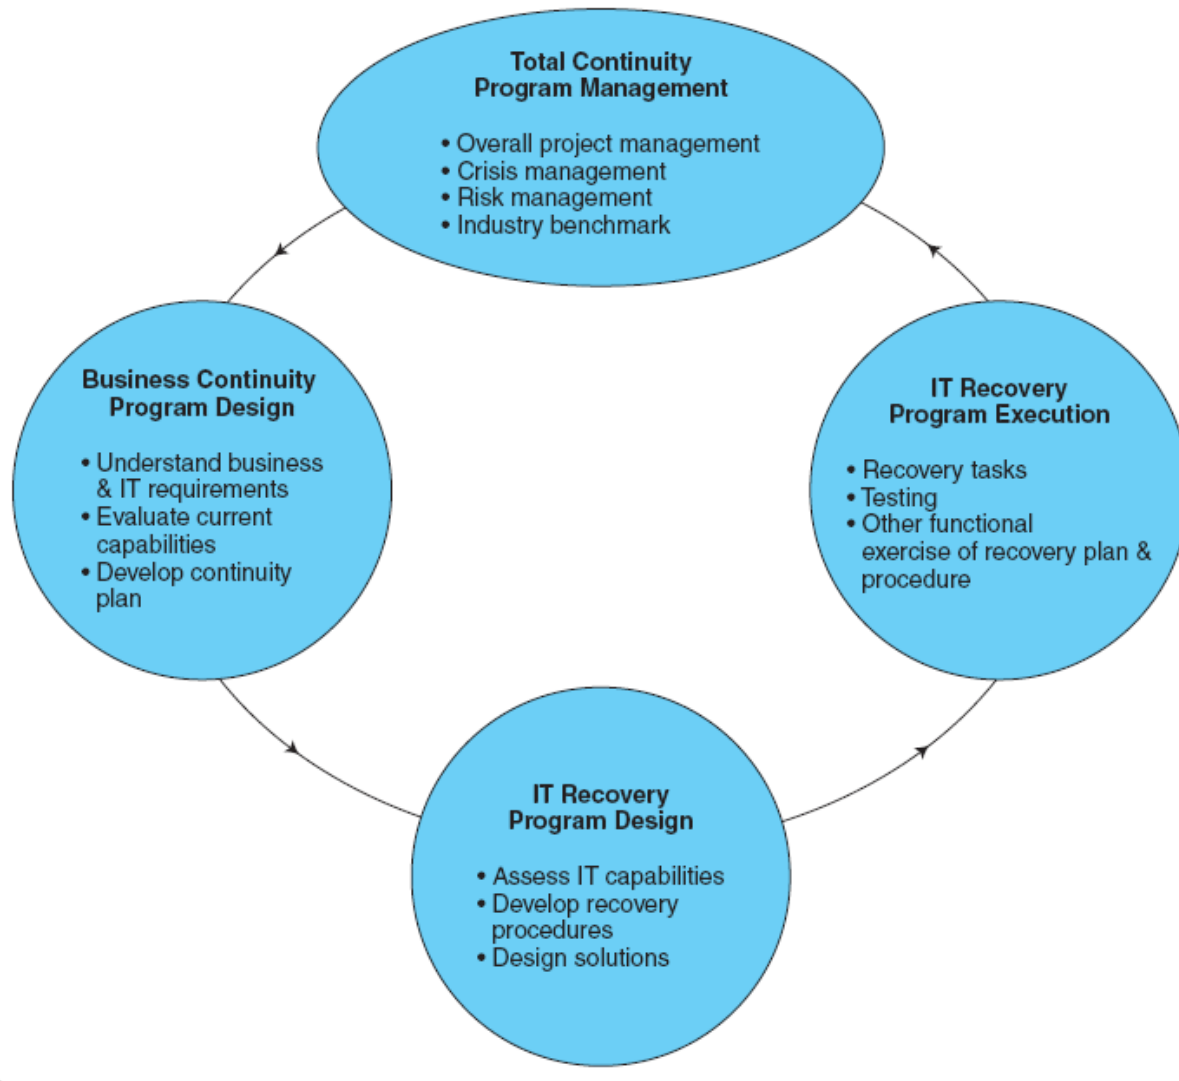 Total Continuity
Program Management
• Overall project management
• Crisis management
• Risk management
• Industry benchmark
Business Continuity
Program Design
• Understand business
& IT requirements
• Evaluate current
capabilities
• Develop continuity
plan
IT Recovery
Program Execution
• Recovery tasks
• Testing
• Other functional
exercise of recovery plan &
procedure
IT Recovery
Program Design
• Assess IT capabilities
• Develop recovery
procedures
• Design solutions